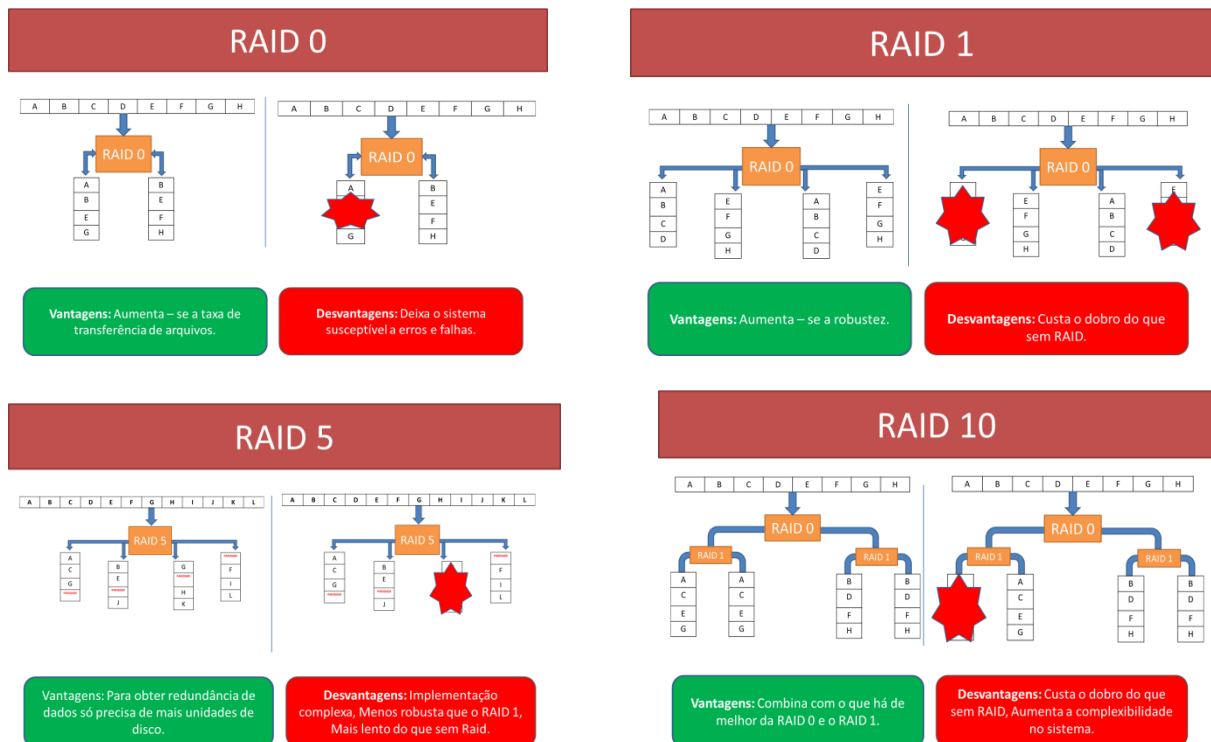 RAID 0
A B C D E F G H
RAID 0
A
B
E
G
B
E
F
H
A B C D E F G H
RAID 0
A
G
B
E
F
H
Vantagens: Aumenta – se a taxa de
transferência de arquivos.
Desvantagens: Deixa o sistema
susceptível a erros e falhas.
RAID 1
A B C D E F G H
RAID 0
A
B
C
D
E
F
G
H
A
B
C
D
E
F
G
H
A B C D E F G H
RAID 0
E
F
G
H
A
B
C
D
E
Vantagens: Aumenta – se a robustez.
Desvantagens: Custa o dobro do que
sem RAID.
RAID 5
A B C D E F G H I J K L
RAID 5
A
C
G
B
E
J
G
H
K
F
I
L
A B C D E F G H I J K L
RAID 5
A
C
G
B
E
J
F
I
L
Vantagens: Para obter redundância de
dados só precisa de mais unidades de
disco.
Desvantagens: Implementação
complexa, Menos robusta que o RAID 1,
Mais lento do que sem Raid.
RAID 10
A B C D E F G H
RAID 0
RAID 1
RAID 1
A
C
E
G
A
C
E
G
B
D
F
H
B
D
F
H
A B C D E F G H
RAID 0
RAID 1
RAID 1
A
C
E
G
B
D
F
H
B
D
F
H
Vantagens: Combina com o que há de
melhor da RAID 0 e o RAID 1.
Desvantagens: Custa o dobro do que
sem RAID, Aumenta a complexibilidade
no sistema.